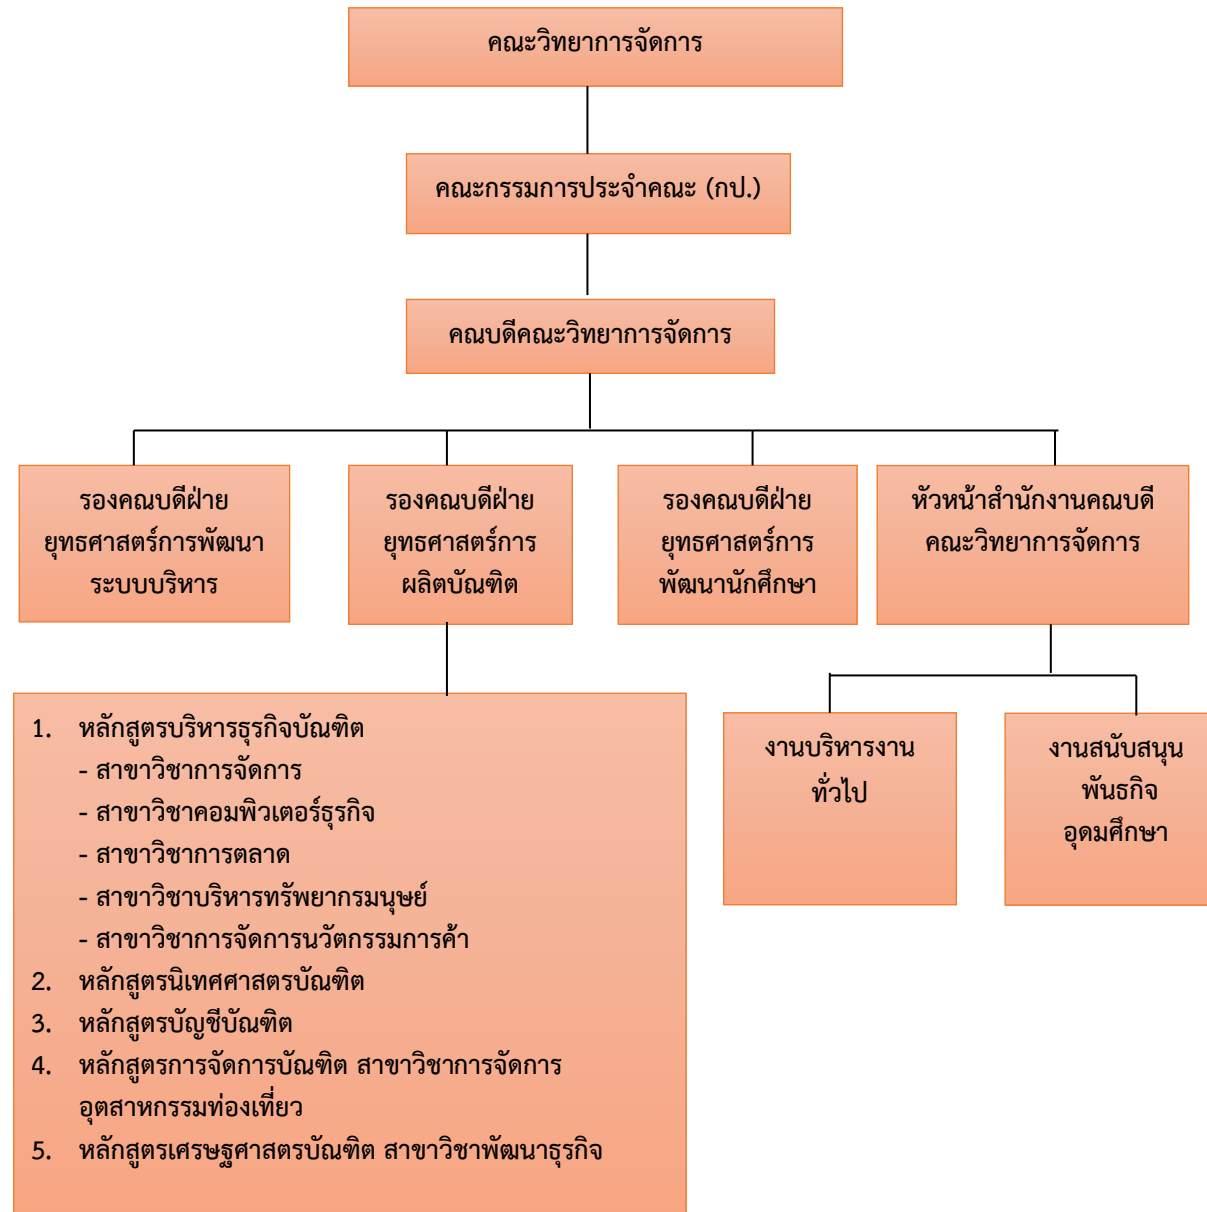 คณะวิทยาการจัดการ
คณะกรรมการประจำคณะ (กป.)
คณบดีคณะวิทยาการจัดการ
รองคณบดีฝ่าย
ยุทธศาสตร์การพัฒนา
ระบบบริหาร
รองคณบดีฝ่าย
ยุทธศาสตร์การ
ผลิตบัณฑิต
รองคณบดีฝ่าย
ยุทธศาสตร์การ
พัฒนานักศึกษา
หัวหน้าสำนักงานคณบดี
คณะวิทยาการจัดการ
1. หลักสูตรบริหารธุรกิจบัณฑิต
- สาขาวิชาการจัดการ
- สาขาวิชาคอมพิวเตอร์ธุรกิจ
- สาขาวิชาการตลาด
- สาขาวิชาบริหารทรัพยากรมนุษย์
- สาขาวิชาการจัดการนวัตกรรมการค้า
2. หลักสูตรนิเทศศาสตรบัณฑิต
3. หลักสูตรบัญชีบัณฑิต
4. หลักสูตรการจัดการบัณฑิต สาขาวิชาการจัดการ
อุตสาหกรรมท่องเที่ยว
5. หลักสูตรเศรษฐศาสตรบัณฑิต สาขาวิชาพัฒนาธุรกิจ
งานบริหารงาน
ทั่วไป
งานสนับสนุน
พันธกิจ
อุดมศึกษา